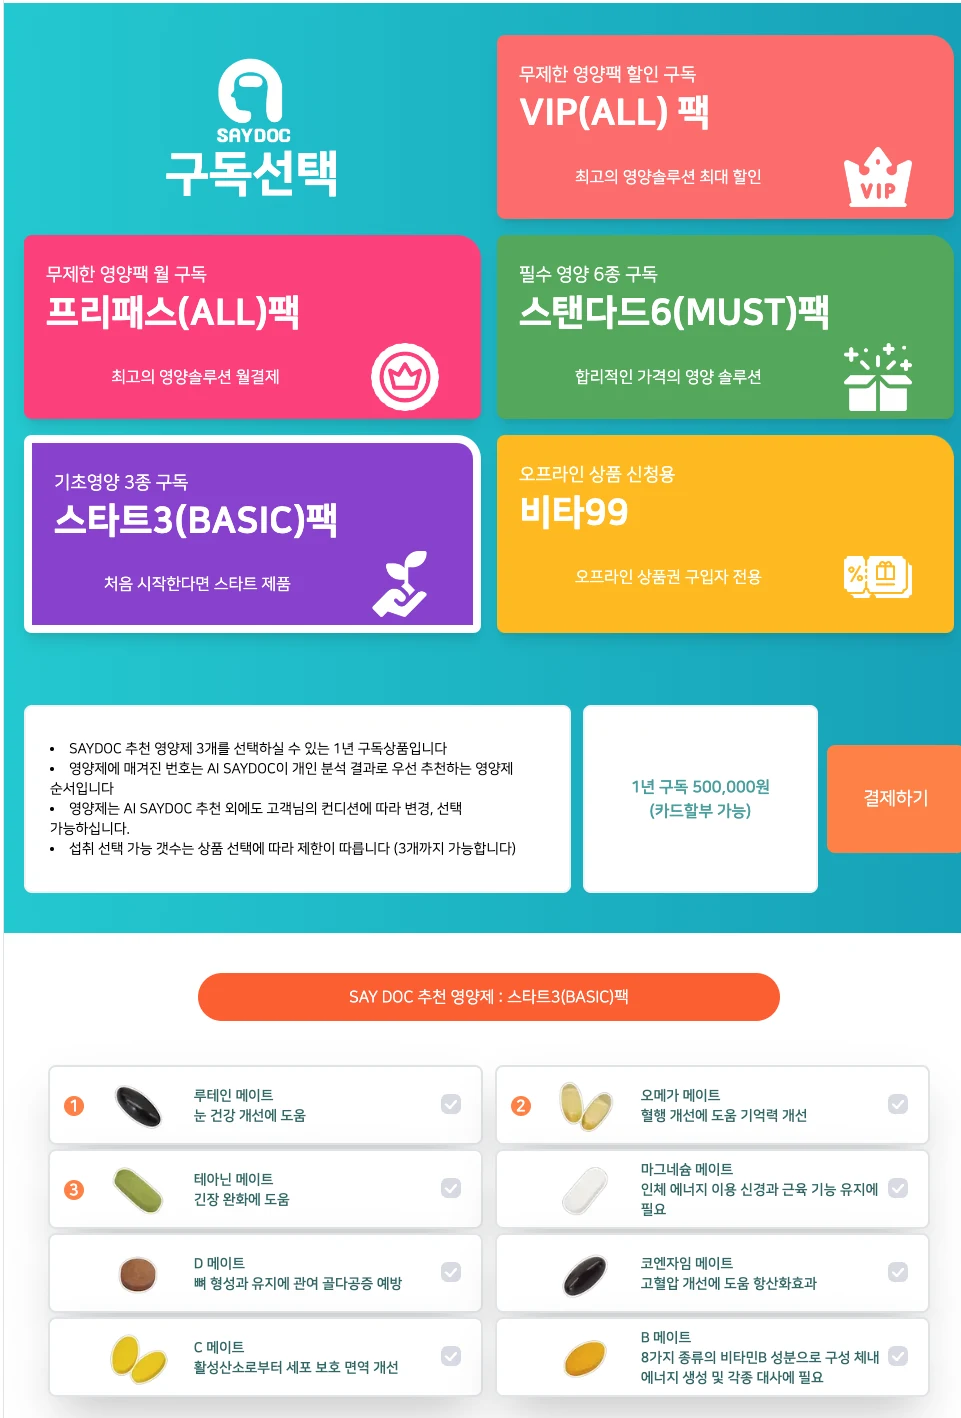 SAYDOC
구독선택
무제한 영양팩 할인 구독
VIP(ALL) 팩
최고의 영양솔루션 최대 할인
VIP
무제한 영양팩 월 구독
프리패스(ALL)팩
최고의 영양솔루션 월결제
필수 영양 6종 구독
스탠다드6(MUST)팩
합리적인 가격의 영양 솔루션
기초영양 3종 구독
스타트3(BASIC)팩
처음 시작한다면 스타트 제품
오프라인 상품 신청용
비타99
오프라인 상품권 구입자 전용
%
• SAYDOC 추천 영양제 3개를 선택하실 수 있는 1년 구독상품입니다
• 영양제에 매겨진 번호는 AI SAYDOC이 개인 분석 결과로 우선 추천하는 영양제
순서입니다
• 영양제는 AI SAYDOC 추천 외에도 고객님의 컨디션에 따라 변경, 선택
가능하십니다.
• 섭취 선택 가능 갯수는 상품 선택에 따라 제한이 따릅니다 (3개까지 가능합니다)
1년 구독 500,000원
(카드할부 가능)
결제하기
SAY DOC 추천 영양제 : 스타트3(BASIC)팩
1
루테인 메이트
눈 건강 개선에 도움
2
오메가 메이트
혈행 개선에 도움 기억력 개선
3
테아닌 메이트
긴장 완화에 도움
마그네슘 메이트
인체 에너지 이용 신경과 근육 기능 유지에
필요
D 메이트
뼈 형성과 유지에 관여 골다공증 예방
코엔자임 메이트
고혈압 개선에 도움 항산화효과
C 메이트
활성산소로부터 세포 보호 면역 개선
B 메이트
8가지 종류의 비타민B 성분으로 구성 체내
에너지 생성 및 각종 대사에 필요